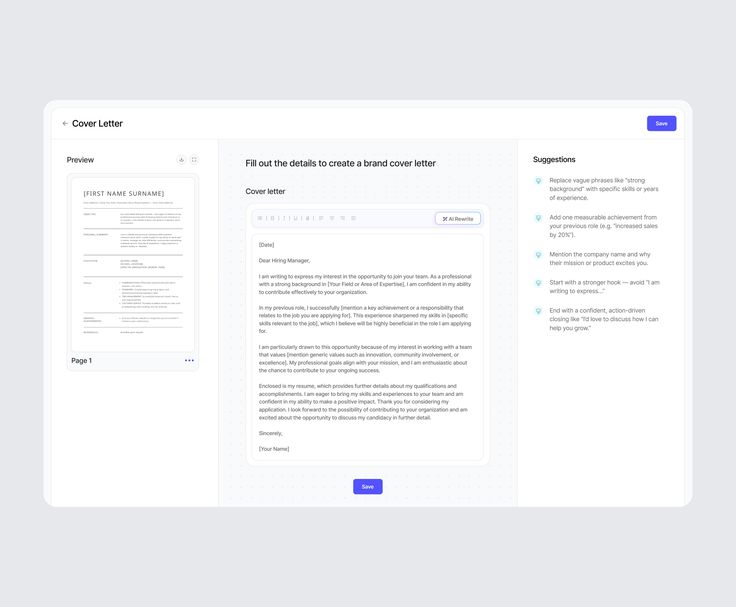 Cover Letter
Save
Preview
[FIRST NAME SURNAME]
Page 1
Fill out the details to create a brand cover letter
Cover letter
AI Rewrite
[Date]
Dear Hiring Manager,
I am writing to express my interest in the opportunity to join your team. As a professional
with a strong background in [Your Field or Area of Expertise], I am confident in my ability
to contribute effectively to your organization.
In my previous role, I successfully [mention a key achievement or a responsibility that
relates to the job you are applying for]. This experience sharpened my skills in [specific
skills relevant to the job], which I believe will be highly beneficial in the role I am applying
for.
I am particularly drawn to this opportunity because of my interest in working with a team
that values [mention generic values such as innovation, community involvement, or
excellence]. My professional goals align with your mission, and I am enthusiastic about
the chance to contribute to your ongoing success.
Enclosed is my resume, which provides further details about my qualifications and
accomplishments. I am eager to bring my skills and experiences to your team and am
confident in my ability to make a positive impact. Thank you for considering my
application. I look forward to the possibility of contributing to your organization and am
excited about the opportunity to discuss my candidacy in further detail.
Sincerely,
[Your Name]
Save
Suggestions
Replace vague phrases like "strong
background" with specific skills or years
of experience.
Add one measurable achievement from
your previous role (e.g. "increased sales
by 20%").
Mention the company name and why
their mission or product excites you.
Start with a stronger hook — avoid "I am
writing to express..."
End with a confident, action-driven
closing like "I'd love to discuss how I can
help you grow."